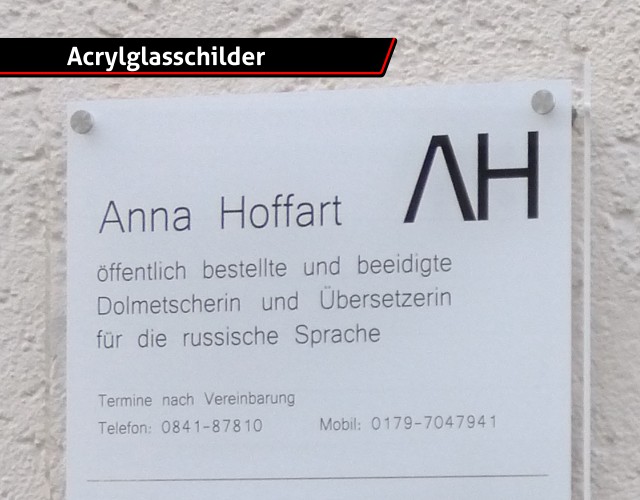 Acrylglasschilder
AH
Anna Hoffart
öffentlich bestellte und beeidigte
Dolmetscherin und Übersetzerin
für die russische Sprache
Termine nach Vereinbarung
Telefon: 0841-87810 Mobil: 0179-7047941